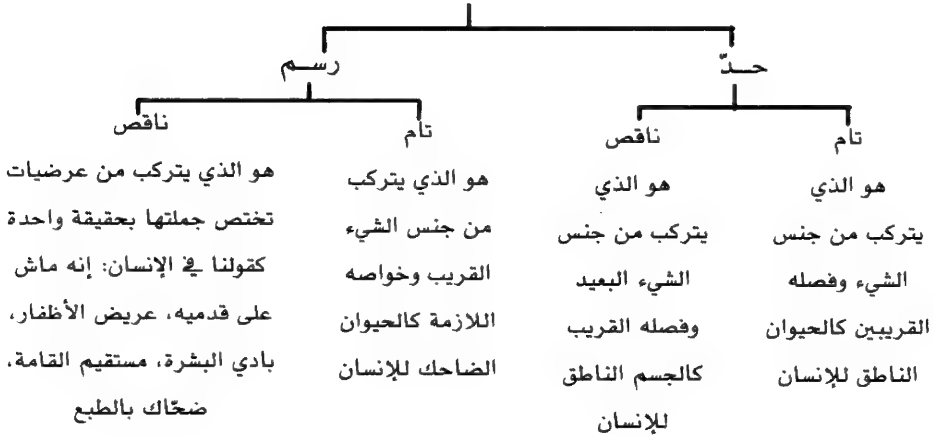 حـــدّ
تام
هو الذي
يتركب من جنس
الشيء وفصله
القريبين كالحيوان
الناطق للإنسان
ناقص
هو الذي
يتركب من جنس
الشيء البعيد
وفصله القريب
كالجسم الناطق
للإنسان
رســـم
تام
هو الذي يتركب
من جنس الشيء
القريب وخواصه
اللازمة كالحيوان
الضاحك للإنسان
ناقص
هو الذي يتركب من عرضيات
تختص جملتها بحقيقة واحدة
كقولنا في الإنسان: إنه ماش
على قدميه، عريض الأظفار،
بادي البشرة، مستقيم القامة،
ضحّاك بالطبع